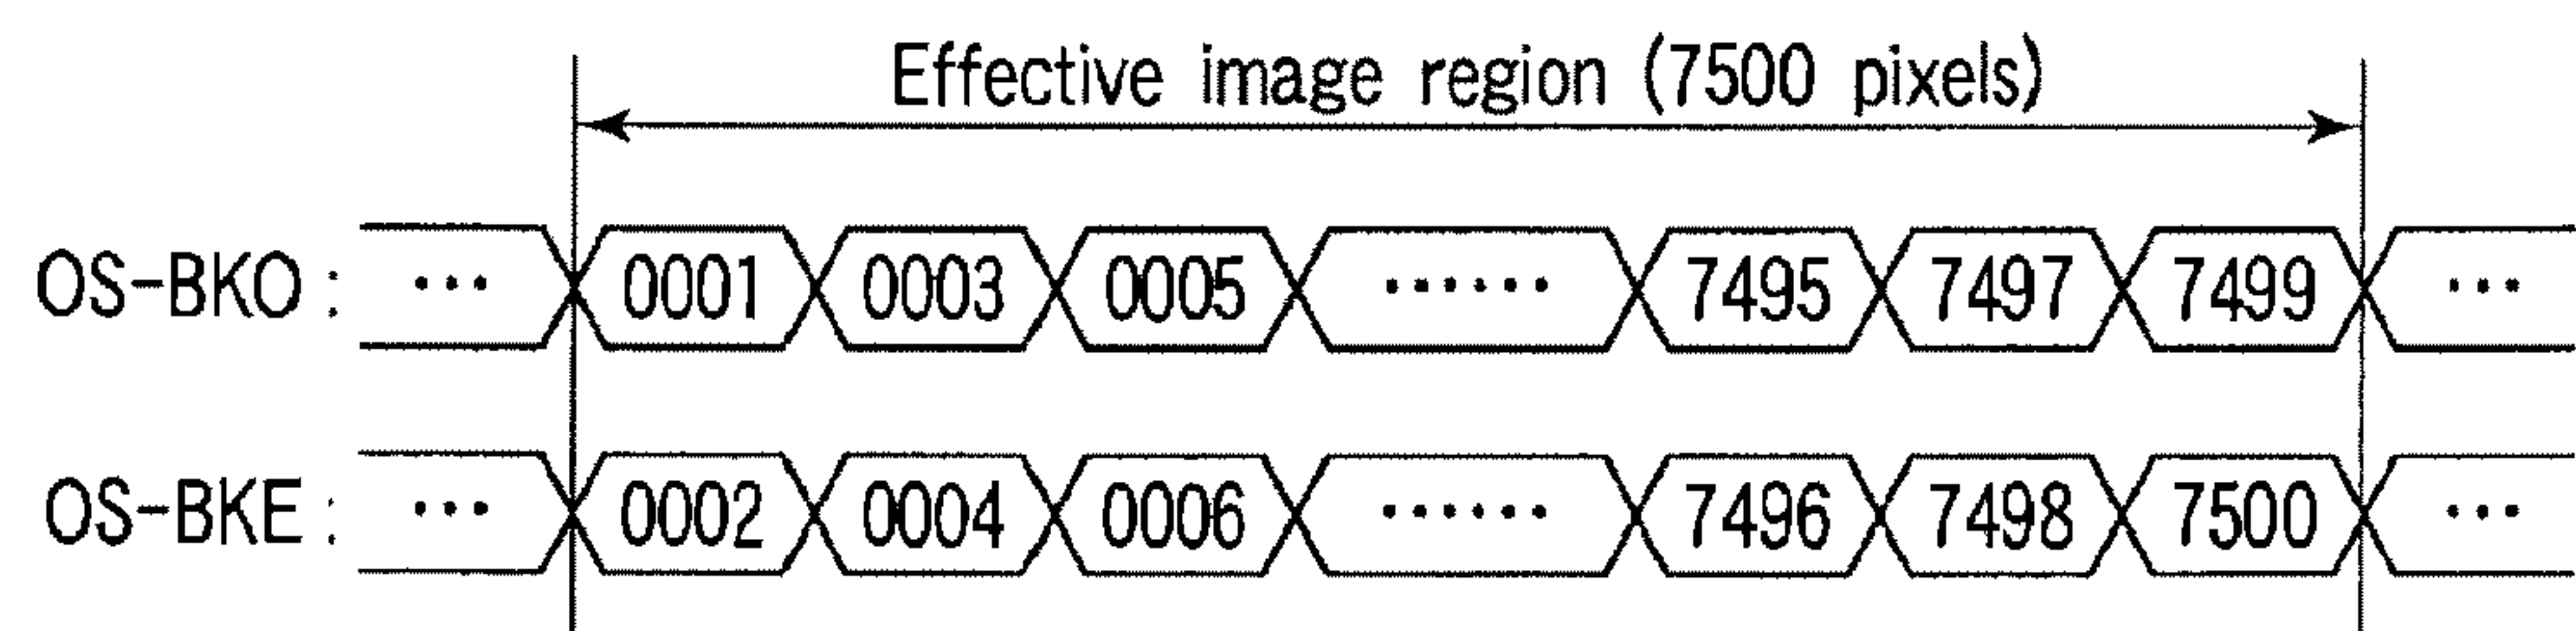 Effective image region (7500 pixels)
OS-BKO : ... 0001 0003 0005 ...... 7495 7497 7499 ...
OS-BKE : ... 0002 0004 0006 ...... 7496 7498 7500 ...